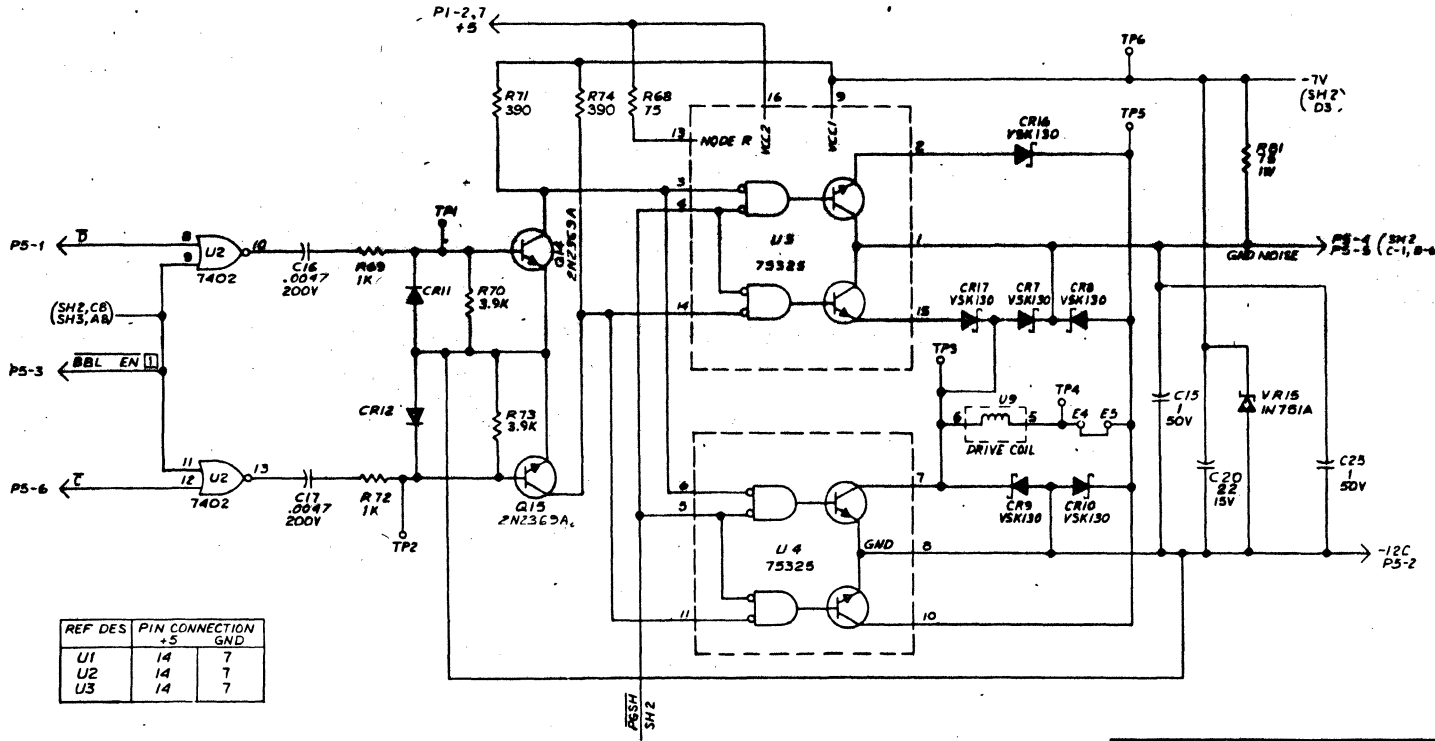 P1-2,7
+5
TP6
-7V
(SH2
D3
R71
390
R74
390
R68
75
16
9
13
NODE R
VCC2
VCC1
CR16
VSK130
TP5
R81
75
1W
2
3
4
TP1
Q14
2N2369A
P5-1
D
8
9
U2
10
7402
C16
.0047
200V
R69
1K
CR11
R70
3.9K
U5
75325
1
GND NOISE
P5-4 (SH2
P5-5 ( C-1, B-6
(SH2,C8
SH3,A8)
14
15
CR17
VSK130
CR7
VSK130
CR8
VSK130
P5-3
BBL EN 1
TP3
CR12
R73
3.9K
U9
6
5
TP4
E4
E5
DRIVE COIL
C15
1
50V
VR15
IN751A
P5-6
C
11
12
U2
13
7402
C17
.0047
200V
R72
1K
TP2
Q15
2N2369A
6
5
7
CR9
VSK130
CR10
VSK130
C20
22
15V
C25
1
50V
U4
75325
GND
8
-12C
P5-2
11
10
REF DES PIN CONNECTION
+5 GND
U1 14 7
U2 14 7
U3 14 7
PGSH
SH2